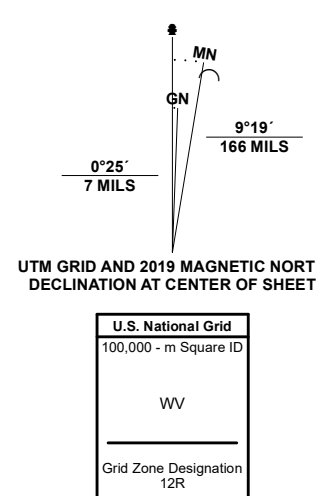 MN
GN
9°19´
166 MILS
0°25´
7 MILS
UTM GRID AND 2019 MAGNETIC NORT
DECLINATION AT CENTER OF SHEET
U.S. National Grid
100,000 - m Square ID
WV
Grid Zone Designation
12R